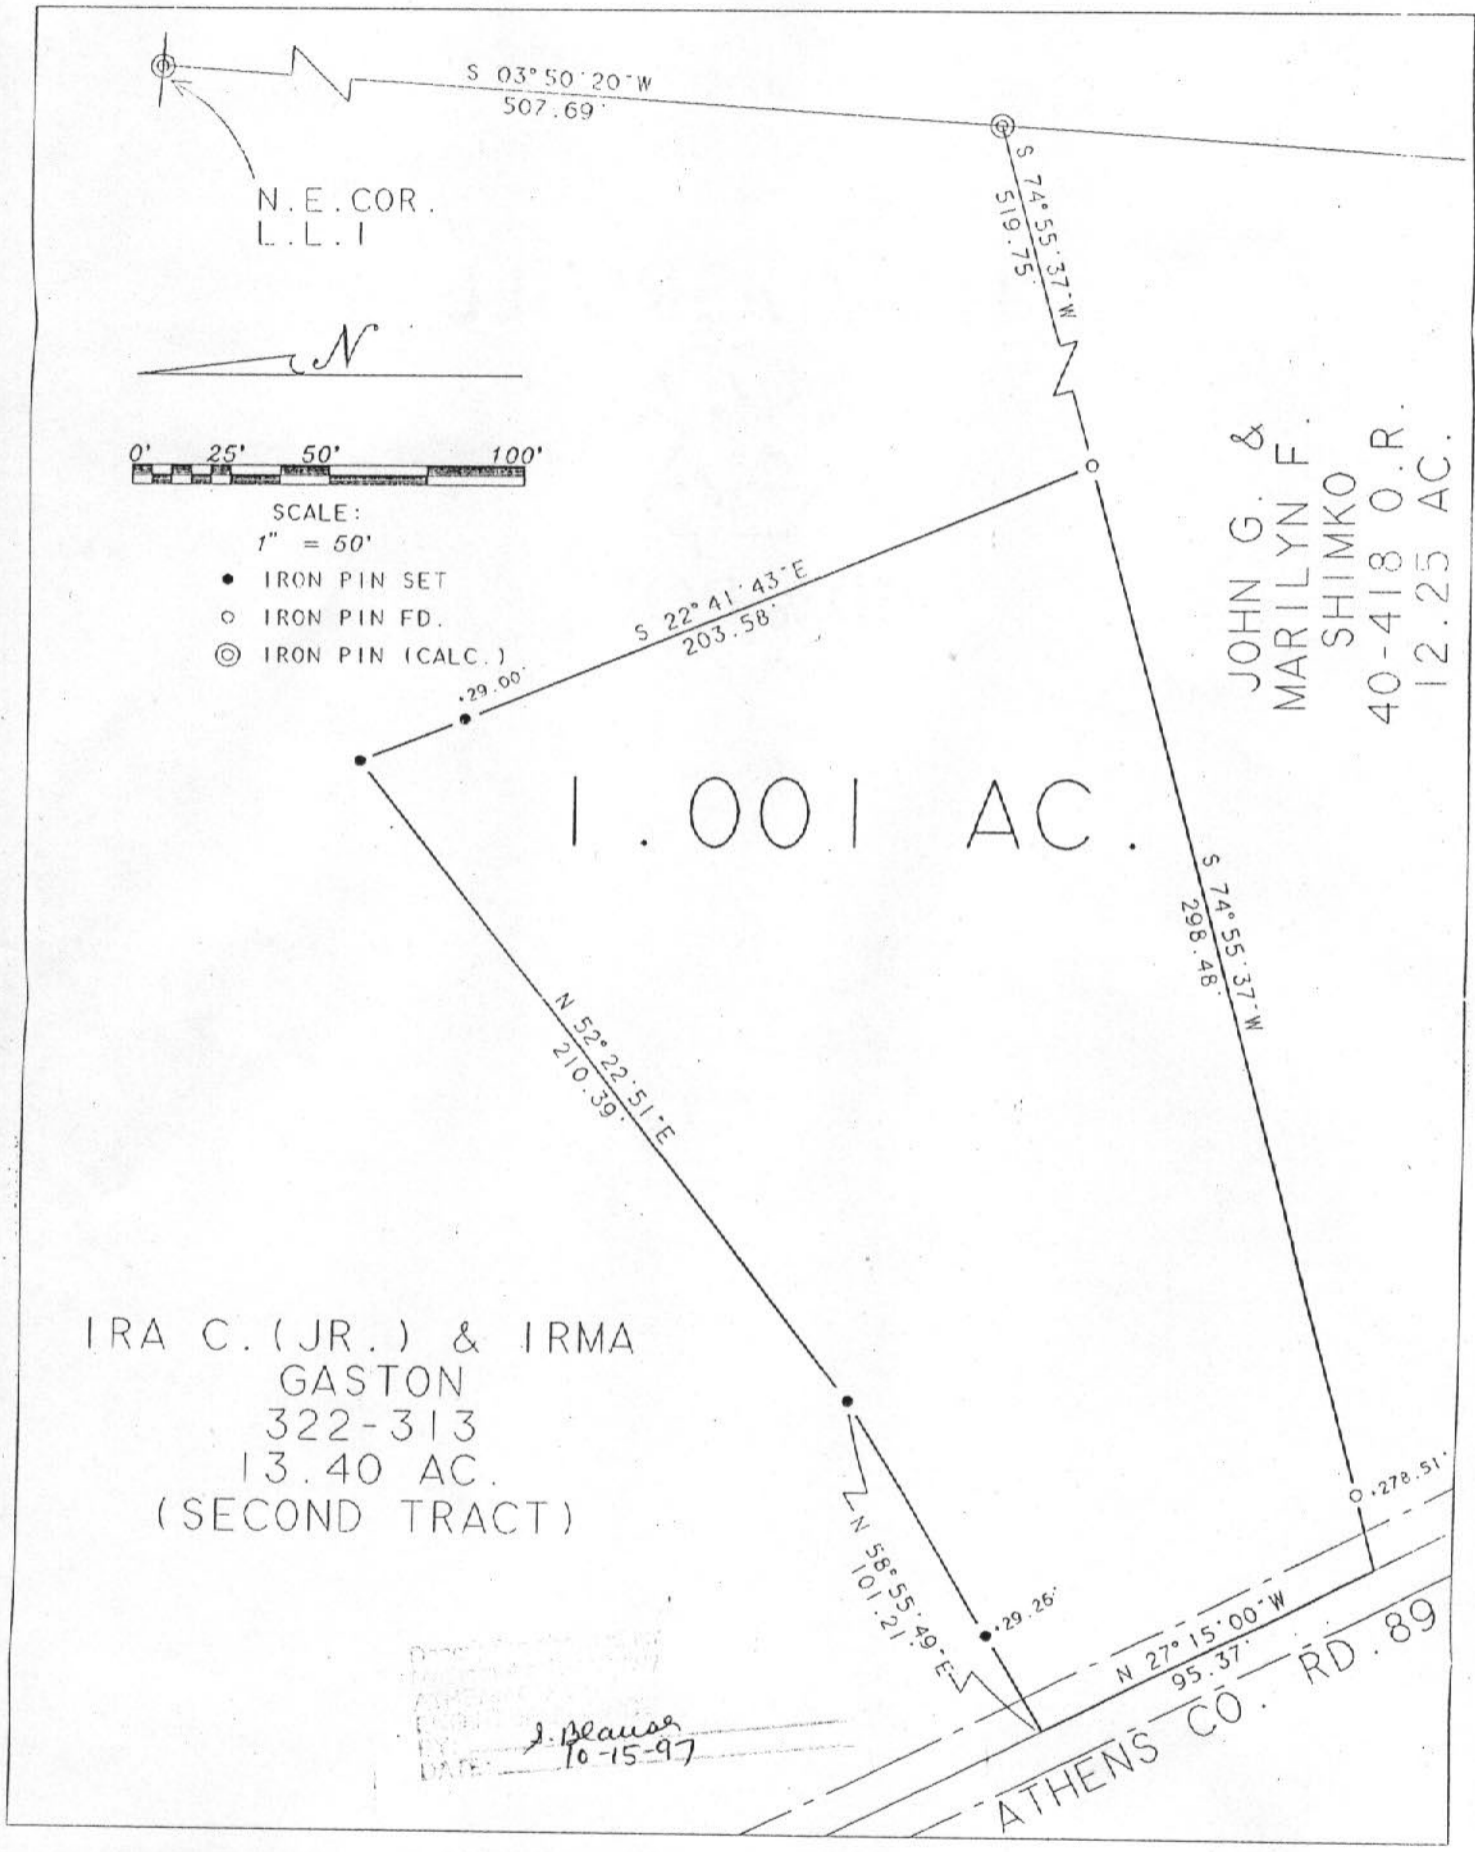 S 03°50'20"W
507.69'
N.E.COR.
L.L.1
N
S 74°55'37"W
519.75'
0' 25' 50' 100'
SCALE:
1" = 50'
IRON PIN SET
IRON PIN FD.
IRON PIN (CALC.)
JOHN G. &
MARILYN F.
SHIMKO
40-418 O.R.
12.25 AC.
S 22°41'43"E
203.58'
.29.00'
1.001 AC.
S 74°55'37"W
298.48'
N 52°22'51"E
210.39'
IRA C.(JR.) & IRMA
GASTON
322-313
13.40 AC.
(SECOND TRACT)
.278.51'
N 58°55'49"E
101.21'
.29.26'
N 27°15'00"W
95.37'
ATHENS CO. RD.89
10-15-97
DATE: